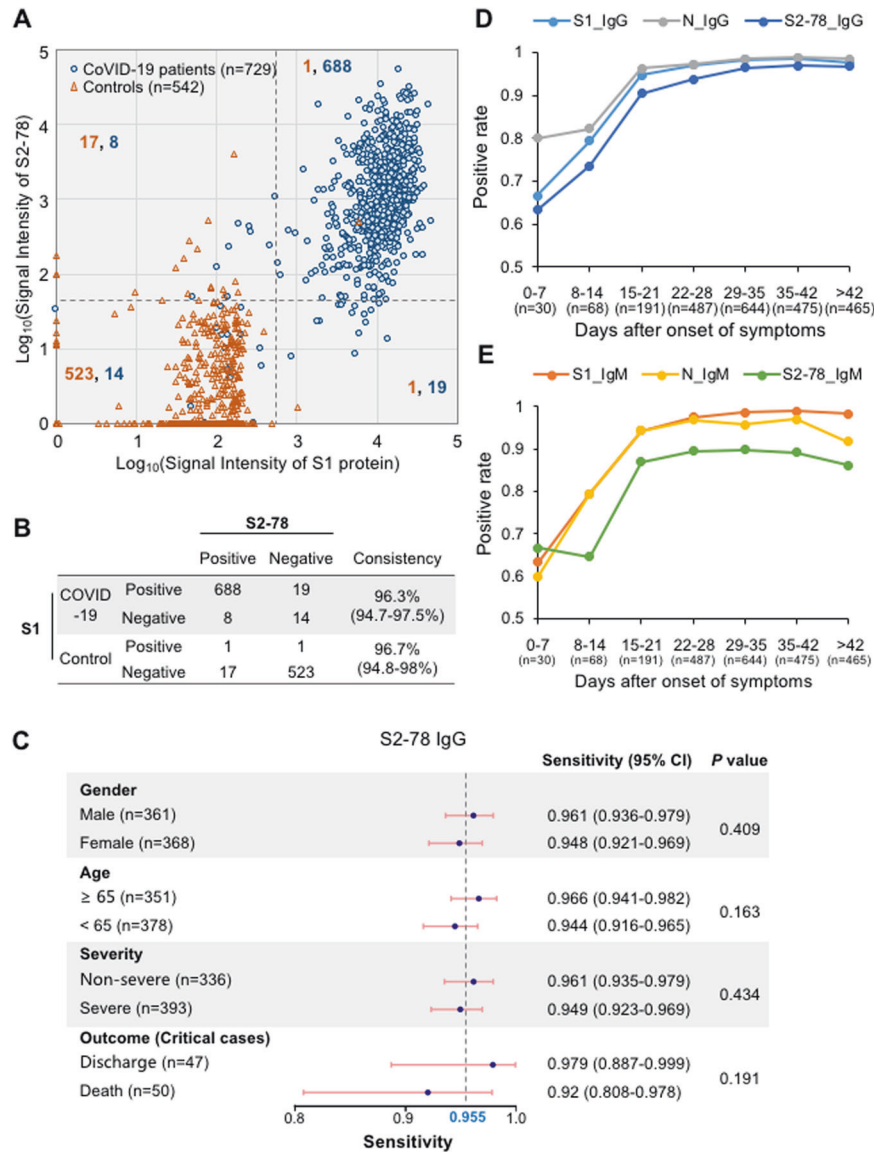 A
CoVID-19 patients (n=729)
Controls (n=542)
1, 688
17, 8
523, 14
1, 19
5
4
3
2
1
0
0 1 2 3 4 5
Log10(Signal Intensity of S2-78)
Log10(Signal Intensity of S1 protein)
B
S2-78
Positive Negative Consistency
S1
COVID
-19
Positive 688 19
Negative 8 14
96.3%
(94.7-97.5%)
Control
Positive 1 1
Negative 17 523
96.7%
(94.8-98%)
D
S1_IgG N_IgG S2-78_IgG
1
0.9
0.8
0.7
0.6
0.5
Positive rate
0-7 8-14 15-21 22-28 29-35 35-42 >42
(n=30) (n=68) (n=191) (n=487) (n=644) (n=475) (n=465)
Days after onset of symptoms
E
S1_IgM N_IgM S2-78_IgM
1
0.9
0.8
0.7
0.6
0.5
Positive rate
0-7 8-14 15-21 22-28 29-35 35-42 >42
(n=30) (n=68) (n=191) (n=487) (n=644) (n=475) (n=465)
Days after onset of symptoms
C
S2-78 IgG
Sensitivity (95% CI) P value
Gender
Male (n=361) 0.961 (0.936-0.979)
0.409
Female (n=368) 0.948 (0.921-0.969)
Age
≥ 65 (n=351) 0.966 (0.941-0.982)
0.163
< 65 (n=378) 0.944 (0.916-0.965)
Severity
Non-severe (n=336) 0.961 (0.935-0.979)
0.434
Severe (n=393) 0.949 (0.923-0.969)
Outcome (Critical cases)
Discharge (n=47) 0.979 (0.887-0.999)
0.191
Death (n=50) 0.92 (0.808-0.978)
0.8 0.9 0.955 1.0
Sensitivity